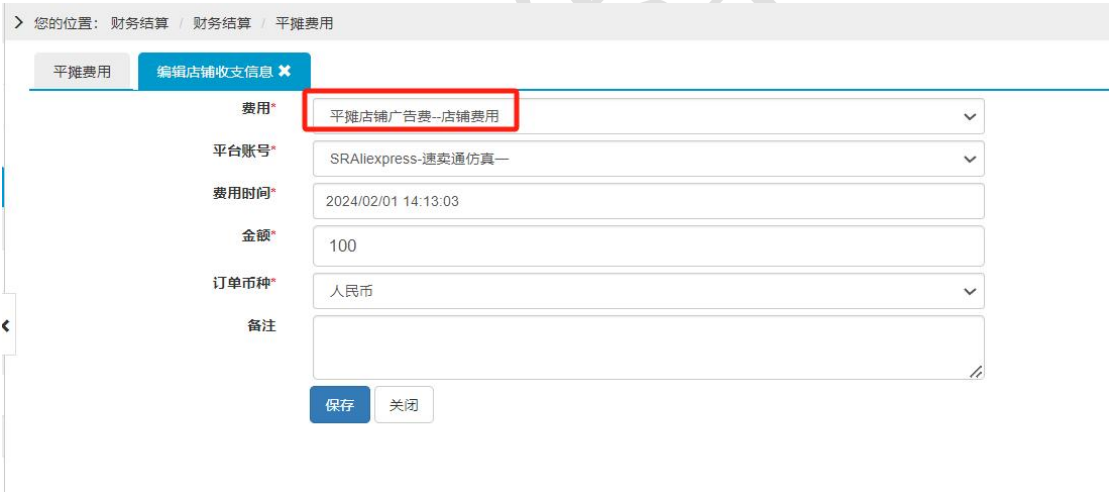 您的位置： 财务结算 / 财务结算 / 平摊费用
平摊费用 编辑店铺收支信息 ✖
费用*
平摊店铺广告费--店铺费用
平台账号*
SRAliexpress-速卖通仿真一
费用时间*
2024/02/01 14:13:03
金额*
100
订单币种*
人民币
备注
保存 关闭